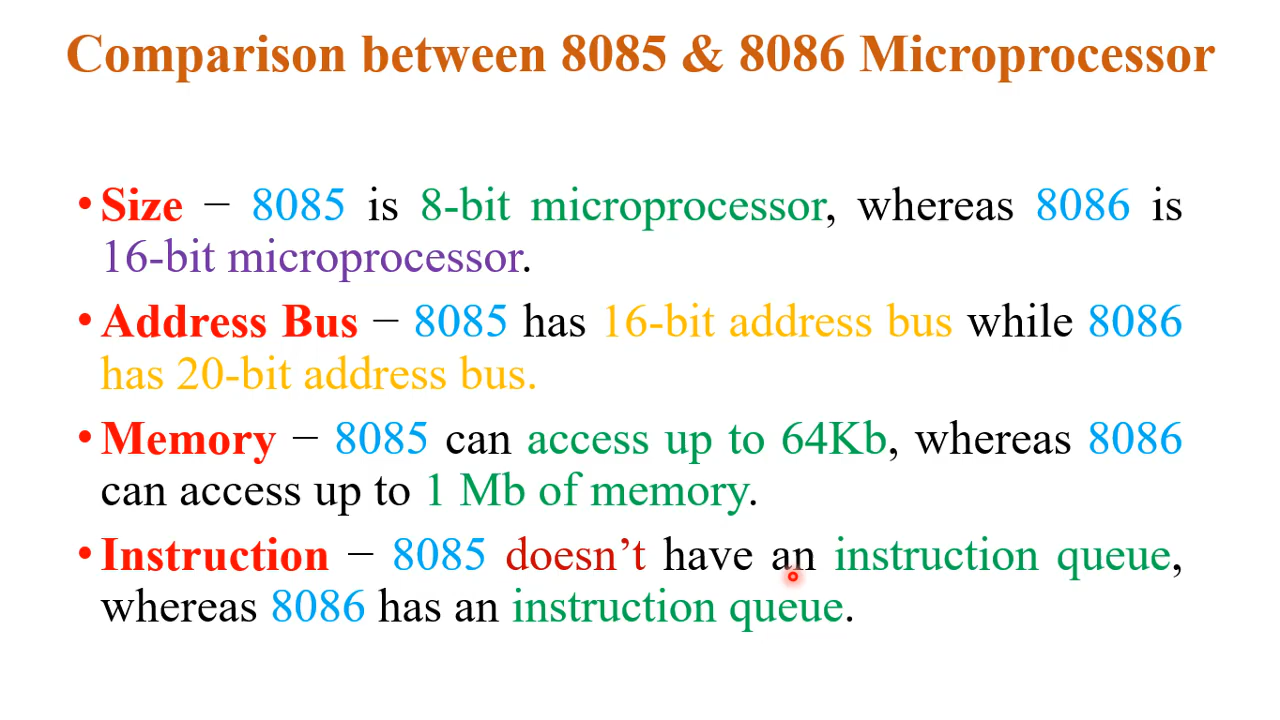 Comparison between 8085 & 8086 Microprocessor
•Size − 8085 is 8-bit microprocessor, whereas 8086 is
16-bit microprocessor.
•Address Bus − 8085 has 16-bit address bus while 8086
has 20-bit address bus.
•Memory − 8085 can access up to 64Kb, whereas 8086
can access up to 1 Mb of memory.
•Instruction − 8085 doesn’t have an instruction queue,
whereas 8086 has an instruction queue.